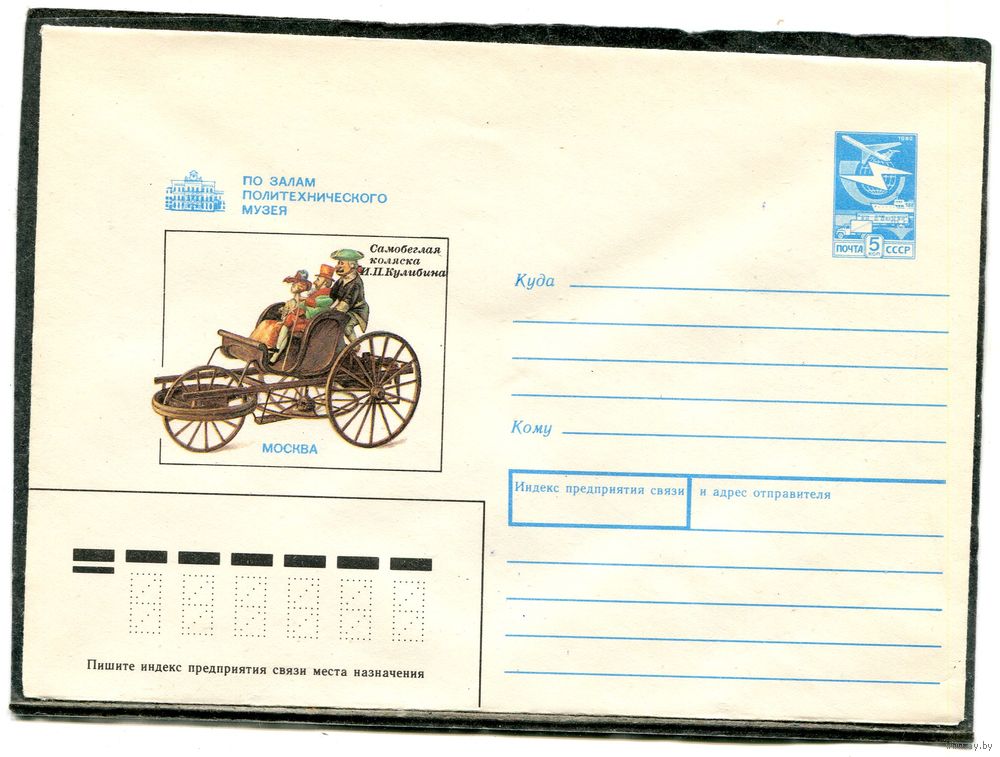 ПО ЗАЛАМ
ПОЛИТЕХНИЧЕСКОГО
МУЗЕЯ
Самобеглая
коляска
И.П.Кулибина
МОСКВА
ПОЧТА 5 КОП СССР
Куда
Кому
Индекс предприятия связи и адрес отправителя
Пишите индекс предприятия связи места назначения